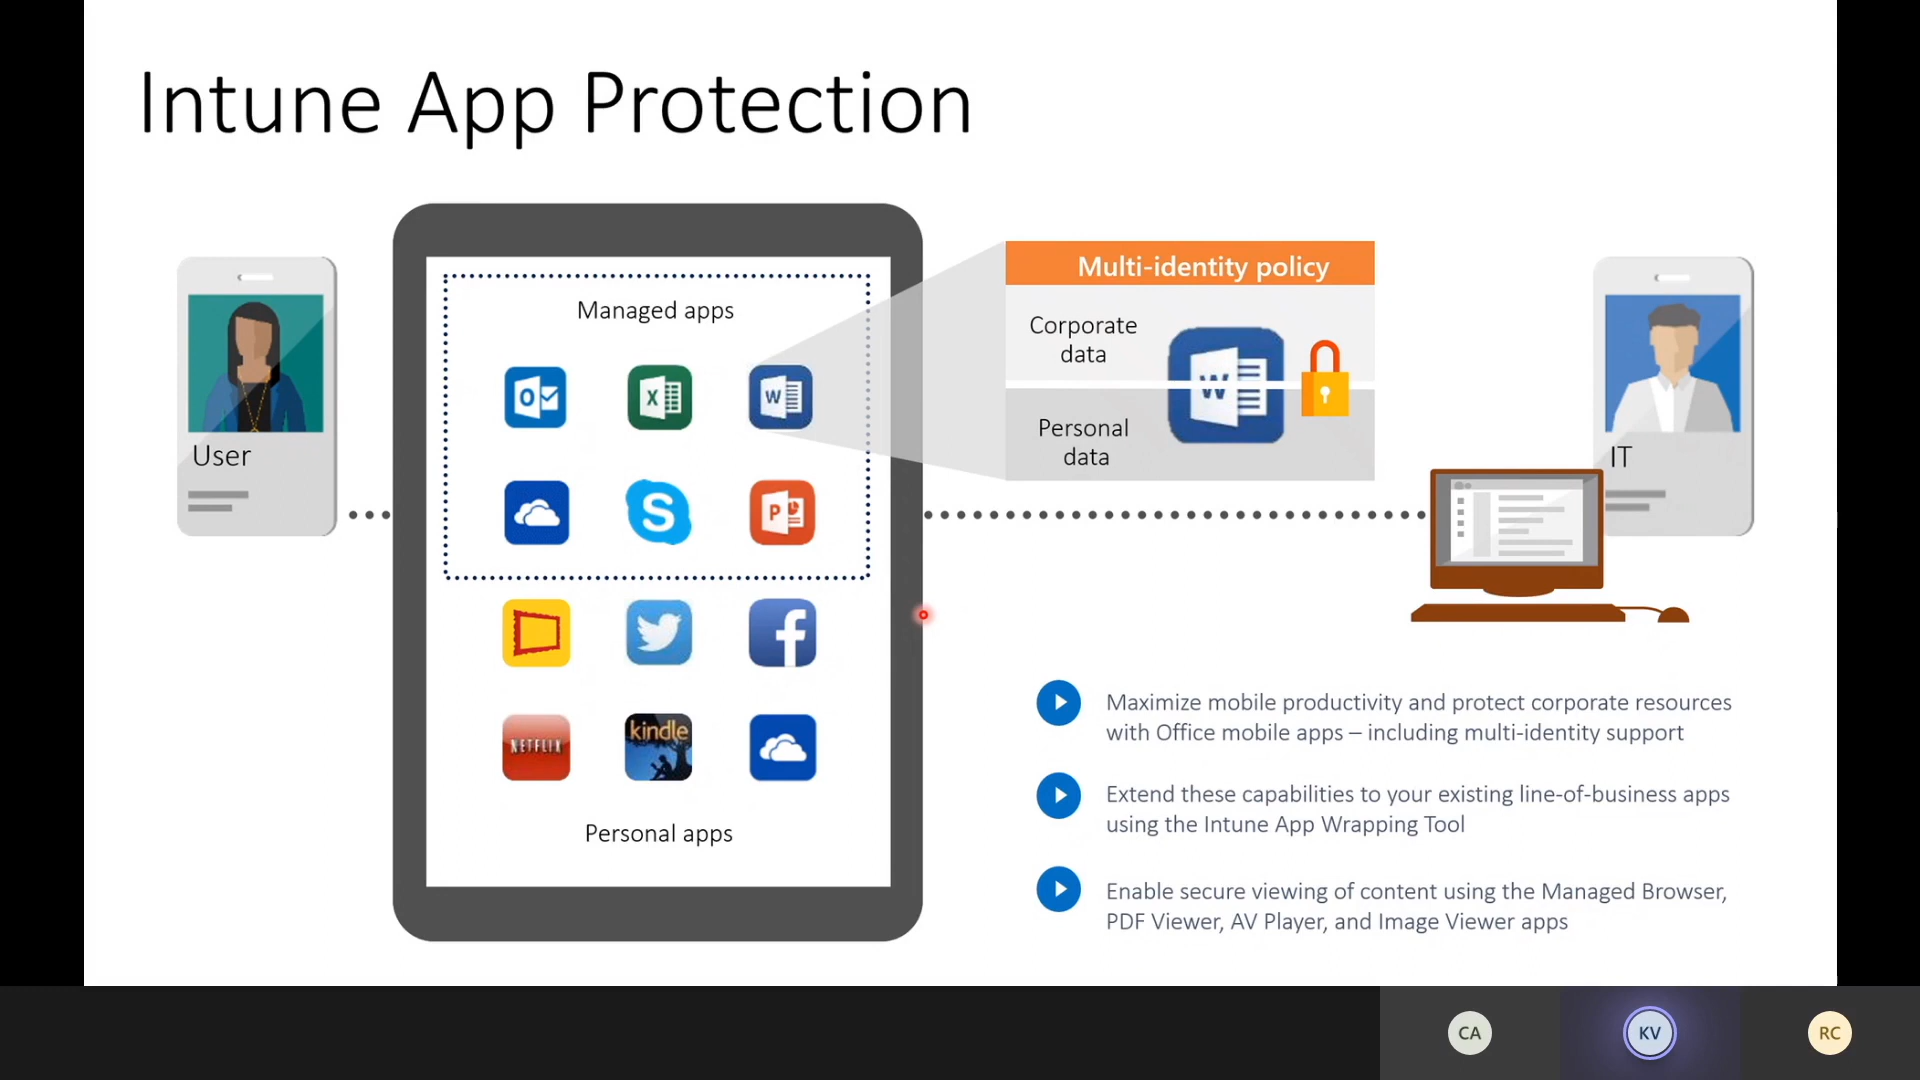 Intune App Protection
User
Managed apps
O
X
W
S
P
f
NETFLIX
kindle
Personal apps
Multi-identity policy
Corporate
data
W
Personal
data
IT
Maximize mobile productivity and protect corporate resources
with Office mobile apps – including multi-identity support
Extend these capabilities to your existing line-of-business apps
using the Intune App Wrapping Tool
Enable secure viewing of content using the Managed Browser,
PDF Viewer, AV Player, and Image Viewer apps
CA
KV
RC